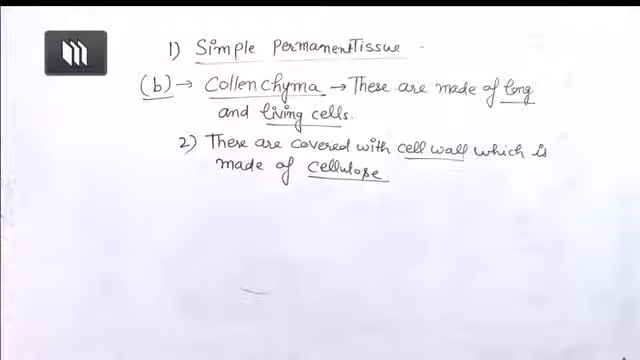 1) Simple PermanentTissue -
(b) → Collenchyma → These are made of long
and living cells.
2) These are covered with cell wall which is
made of cellulose